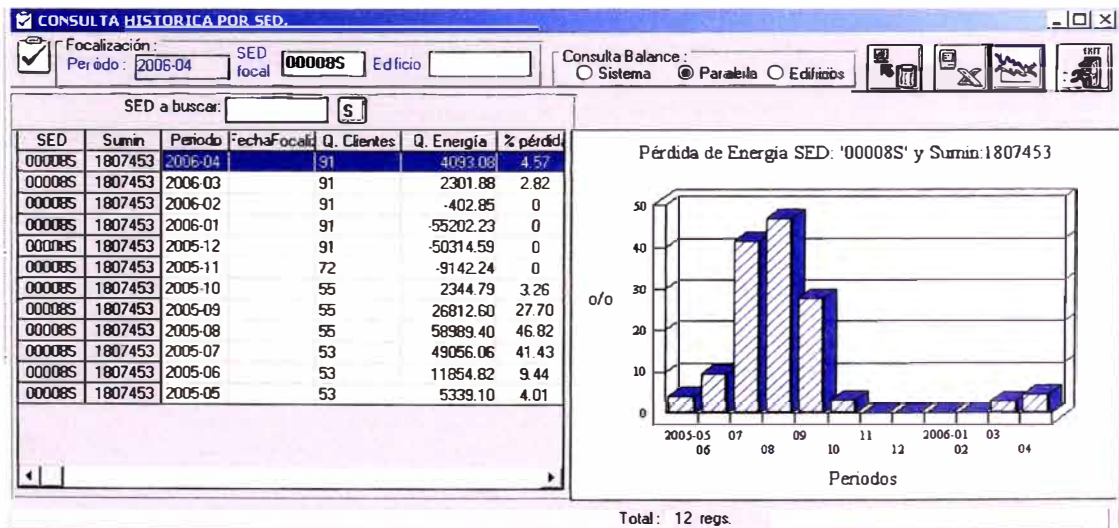 CONSULTA HISTORICA POR SED.
Focalización :
Período : 2006-04 SED focal 00008S Edificio
Consulta Balance :
Sistema Paralela Edificios
EXIT
SED a buscar: S
SED Sumin Periodo FechaFocaliz Q. Clientes Q. Energía % pérdida
00008S 1807453 2006-04 91 4093.08 4.57
00008S 1807453 2006-03 91 2301.88 2.82
00008S 1807453 2006-02 91 -402.85 0
00008S 1807453 2006-01 91 -55202.23 0
00008S 1807453 2005-12 91 -50314.59 0
00008S 1807453 2005-11 72 -9142.24 0
00008S 1807453 2005-10 55 2344.79 3.26
00008S 1807453 2005-09 55 26812.60 27.70
00008S 1807453 2005-08 55 58989.40 46.82
00008S 1807453 2005-07 53 49056.06 41.43
00008S 1807453 2005-06 53 11854.82 9.44
00008S 1807453 2005-05 53 5339.10 4.01
Pérdida de Energia SED: '00008S' y Sumin:1807453
50
40
30
o/o
20
10
0
2005-05 07 09 11 2006-01 03
06 08 10 12 02 04
Periodos
Total : 12 regs.